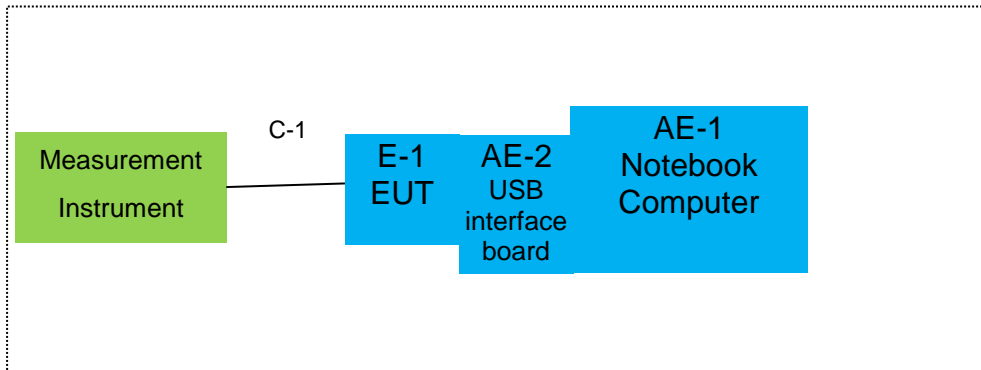 Measurement
Instrument
C-1
E-1
EUT
AE-2
USB
interface
board
AE-1
Notebook
Computer